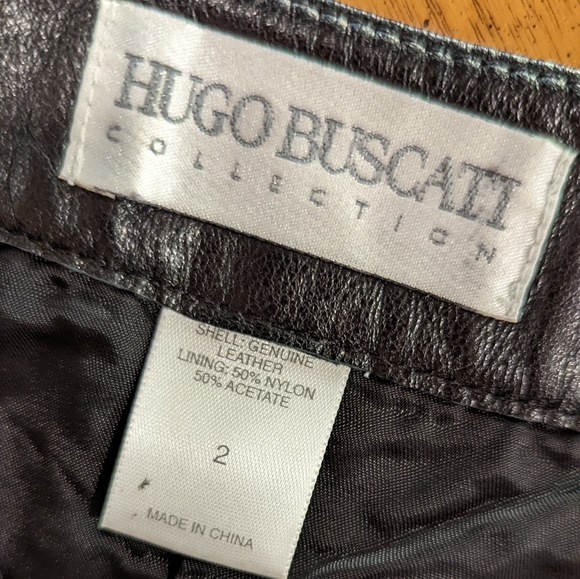 HUGO BUSCATI
COLLECTION
SHELL: GENUINE
LEATHER
LINING: 50% NYLON
50% ACETATE
2
MADE IN CHINA